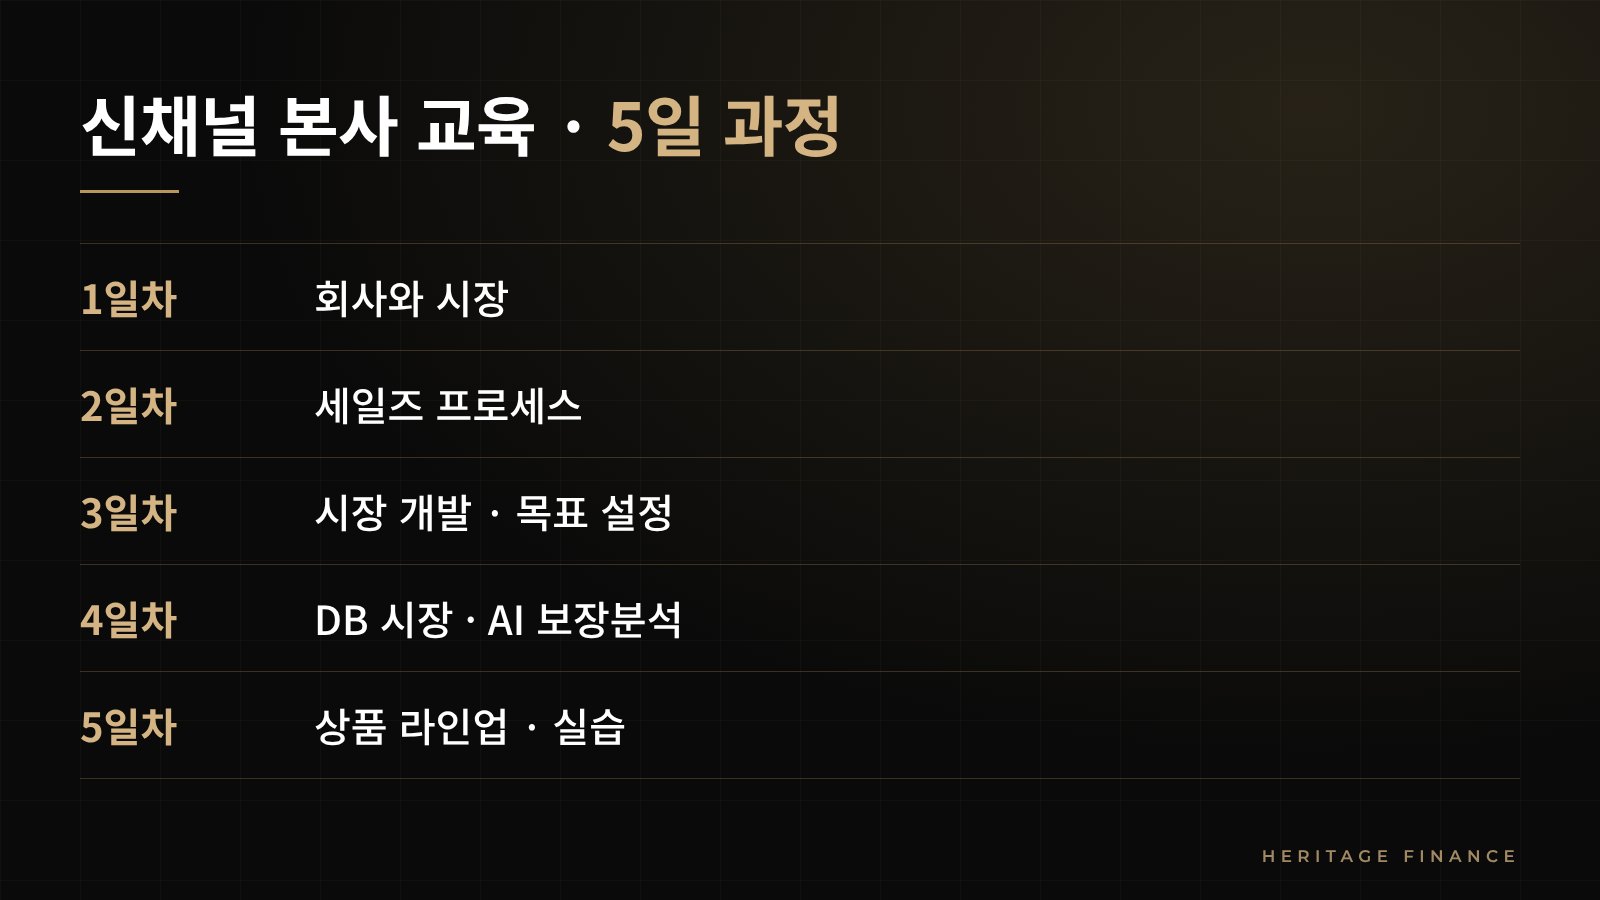 신채널 본사 교육 · 5일 과정
1일차 회사와 시장
2일차 세일즈 프로세스
3일차 시장 개발 · 목표 설정
4일차 DB 시장 · AI 보장분석
5일차 상품 라인업 · 실습
HERITAGE FINANCE